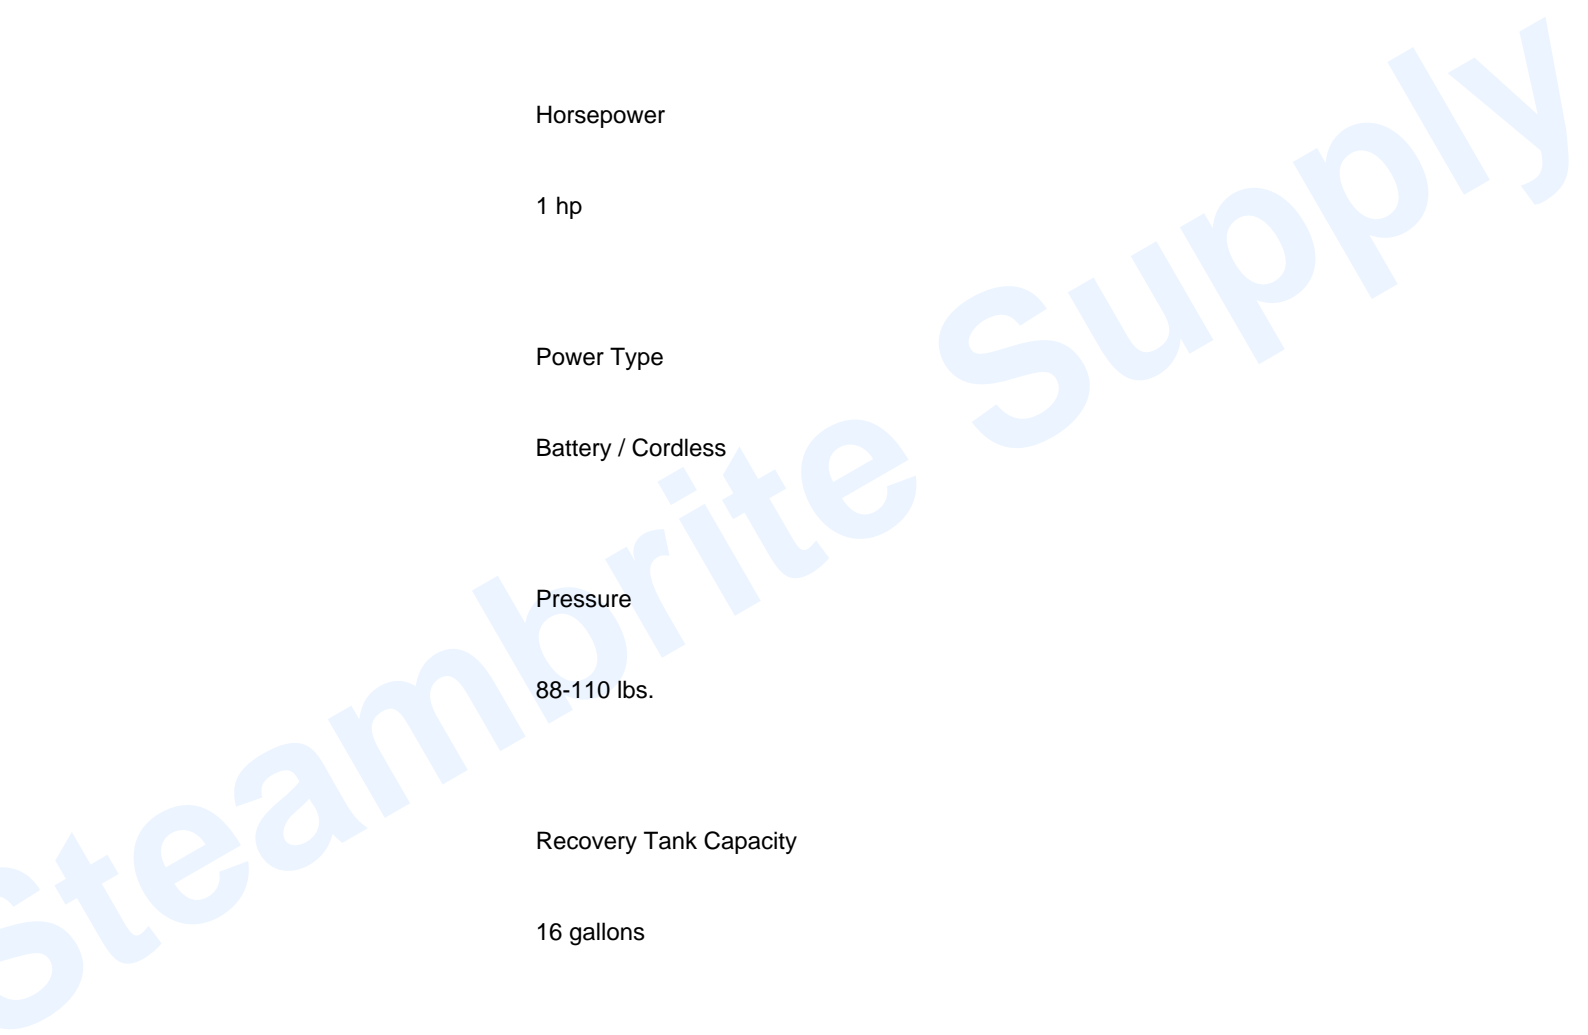 Horsepower
1 hp
Power Type
Battery / Cordless
Pressure
88-110 lbs.
Recovery Tank Capacity
16 gallons
Steambrite Supply